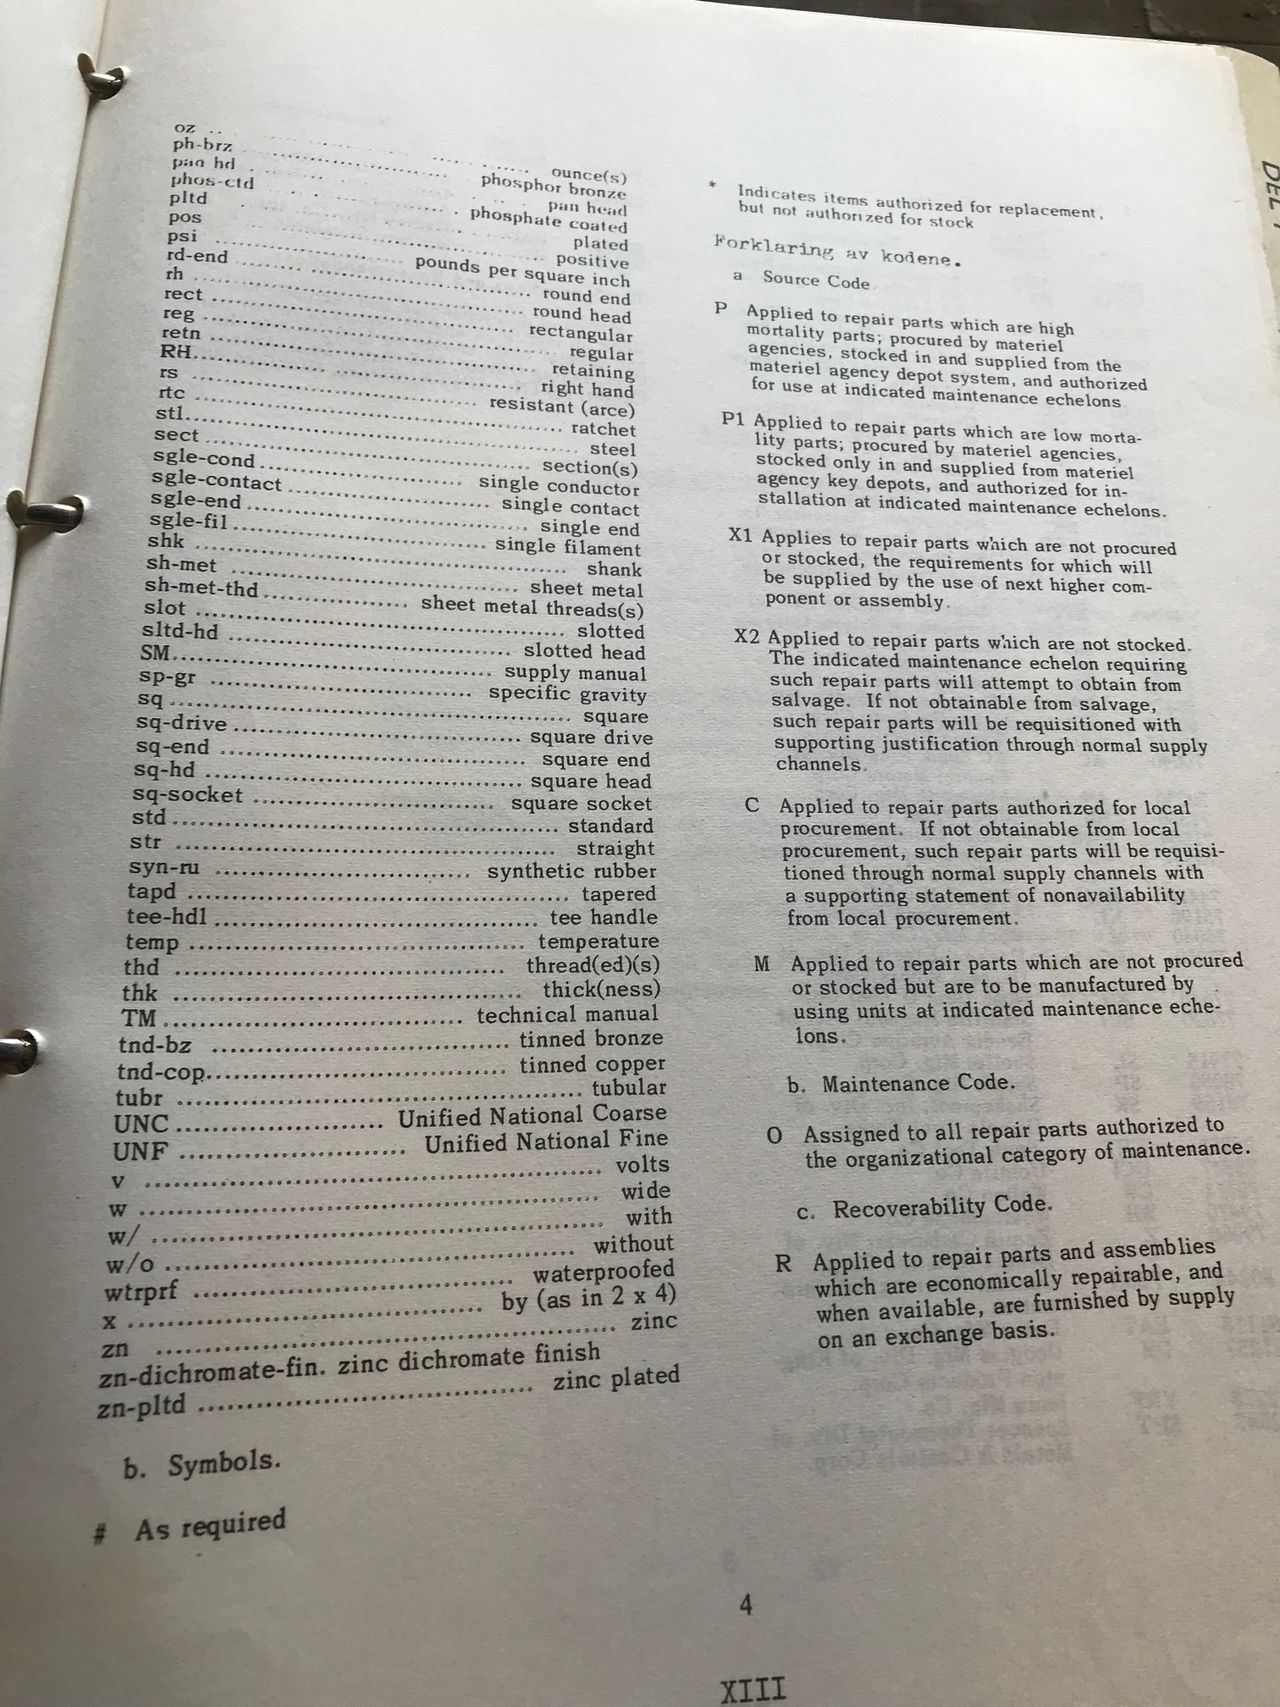 oz .. ounce(s)
ph-brz ........ phosphor bronze
pan hd ........ pan head
phos-ctd ........ phosphate coated
pltd ........ plated
pos ........ positive
psi ........ pounds per square inch
rd-end ........ round end
rh ........ round head
rect ........ rectangular
reg ........ regular
retn ........ retaining
RH ........ right hand
rs ........ resistant (arce)
rtc ........ ratchet
stl ........ steel
sect ........ section(s)
sgle-cond ........ single conductor
sgle-contact ........ single contact
sgle-end ........ single end
sgle-fil ........ single filament
shk ........ shank
sh-met ........ sheet metal
sh-met-thd ........ sheet metal threads(s)
slot ........ slotted
sltd-hd ........ slotted head
SM ........ supply manual
sp-gr ........ specific gravity
sq ........ square
sq-drive ........ square drive
sq-end ........ square end
sq-hd ........ square head
sq-socket ........ square socket
std ........ standard
str ........ straight
syn-ru ........ synthetic rubber
tapd ........ tapered
tee-hdl ........ tee handle
temp ........ temperature
thd ........ thread(ed)(s)
thk ........ thick(ness)
TM ........ technical manual
tnd-bz ........ tinned bronze
tnd-cop ........ tinned copper
tubr ........ tubular
UNC ........ Unified National Coarse
UNF ........ Unified National Fine
v ........ volts
w ........ wide
w/ ........ with
w/o ........ without
wtrprf ........ waterproofed
x ........ by (as in 2 x 4)
zn ........ zinc
zn-dichromate-fin. zinc dichromate finish
zn-pltd ........ zinc plated
b. Symbols.
# As required
* Indicates items authorized for replacement,
but not authorized for stock
Forklaring av kodene.
a Source Code
P Applied to repair parts which are high
mortality parts; procured by materiel
agencies, stocked in and supplied from the
materiel agency depot system, and authorized
for use at indicated maintenance echelons
P1 Applied to repair parts which are low morta-
lity parts; procured by materiel agencies,
stocked only in and supplied from materiel
agency key depots, and authorized for in-
stallation at indicated maintenance echelons.
X1 Applies to repair parts which are not procured
or stocked, the requirements for which will
be supplied by the use of next higher com-
ponent or assembly.
X2 Applied to repair parts which are not stocked.
The indicated maintenance echelon requiring
such repair parts will attempt to obtain from
salvage. If not obtainable from salvage,
such repair parts will be requisitioned with
supporting justification through normal supply
channels.
C Applied to repair parts authorized for local
procurement. If not obtainable from local
procurement, such repair parts will be requisi-
tioned through normal supply channels with
a supporting statement of nonavailability
from local procurement.
M Applied to repair parts which are not procured
or stocked but are to be manufactured by
using units at indicated maintenance eche-
lons.
b. Maintenance Code.
O Assigned to all repair parts authorized to
the organizational category of maintenance.
c. Recoverability Code.
R Applied to repair parts and assemblies
which are economically repairable, and
when available, are furnished by supply
on an exchange basis.
4
XIII
DEL